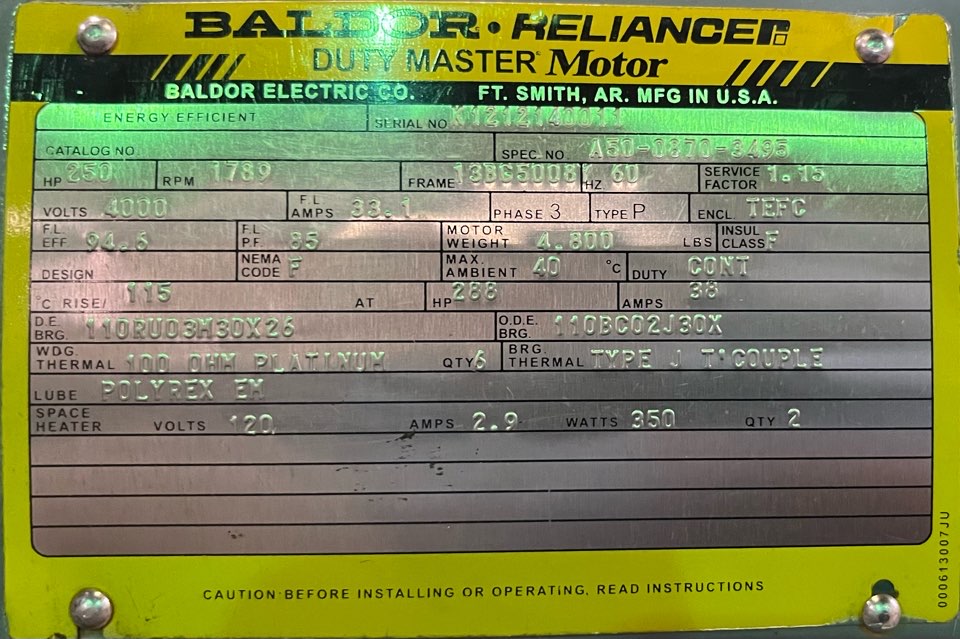 BALDOR • RELIANCER
DUTY MASTER® Motor
BALDOR ELECTRIC CO. FT. SMITH, AR. MFG IN U.S.A.
ENERGY EFFICIENT SERIAL NO
CATALOG NO. SPEC. NO. A50-0870-3495
HP 250 RPM 1789 FRAME HZ 60 SERVICE FACTOR 1.15
VOLTS 4000 F.L. AMPS 33.1 PHASE 3 TYPE P ENCL. TEFC
F.L. EFF 94.6 F.L. P.F. 85 MOTOR WEIGHT 4.800 LBS INSUL CLASS F
DESIGN NEMA CODE F MAX. AMBIENT 40 °C DUTY CONT
°C RISE/ 115 AT HP 288 AMPS 38
D.E. BRG. 110RU03M30X26 O.D.E. BRG. 110BC02J30X
WDG. THERMAL 100 OHM PLATINUM QTY 6 BRG. THERMAL TYPE J T'COUPLE
LUBE POLYREX EM
SPACE HEATER VOLTS 120 AMPS 2.9 WATTS 350 QTY 2
000613007JU
CAUTION-BEFORE INSTALLING OR OPERATING, READ INSTRUCTIONS